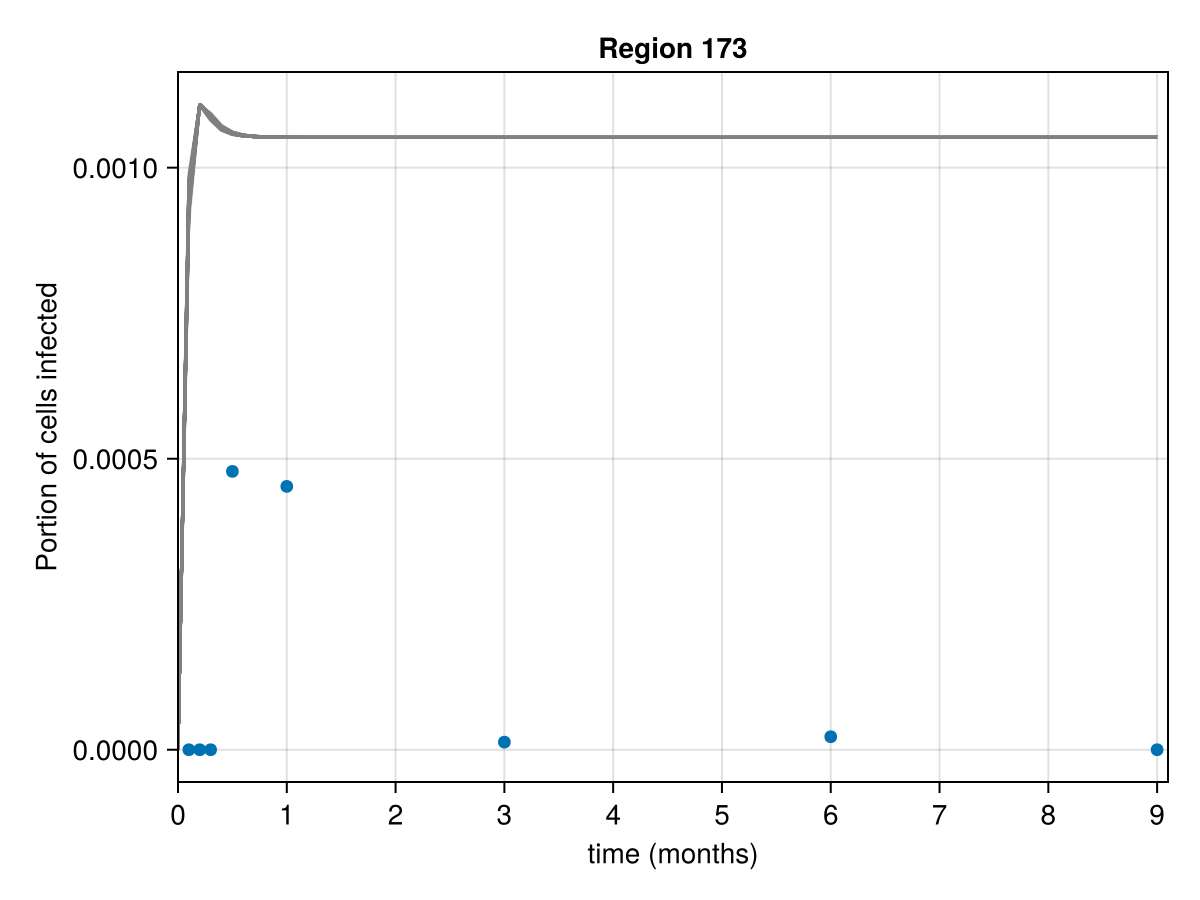 Region 173
Portion of cells infected
0.0010
0.0005
0.0000
0 1 2 3 4 5 6 7 8 9
time (months)